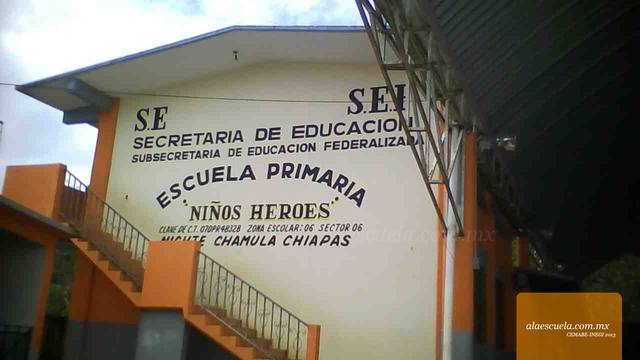 S.E S.E.
SECRETARIA DE EDUCACION
SUBSECRETARIA DE EDUCACION FEDERALIZADA
ESCUELA PRIMARIA
"NIÑOS HEROES"
CLAVE DE C.T. 07DPR4832B ZONA ESCOLAR: 06 SECTOR 06
CHAMULA CHIAPAS
alaescuela.com.mx
CEMABE-INEGI 2013